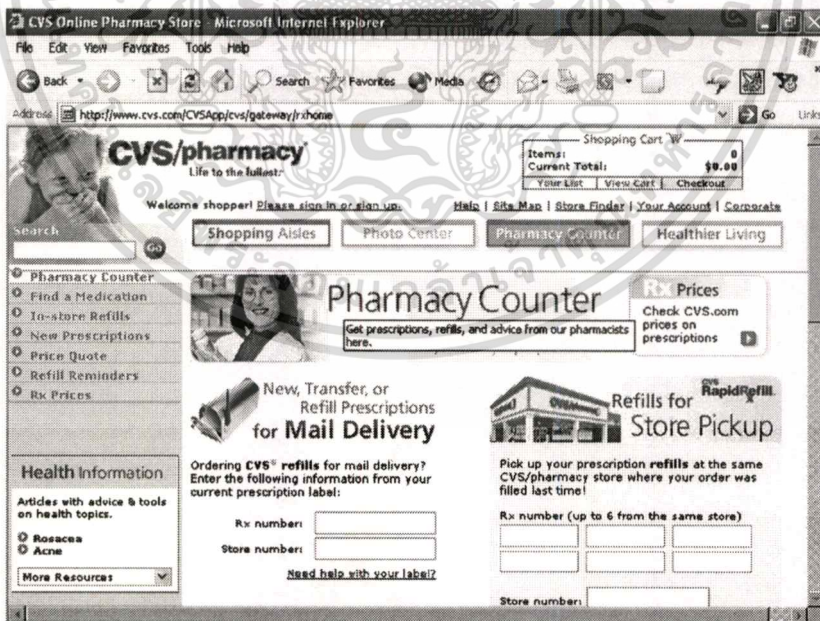 CVS Online Pharmacy Store - Microsoft Internet Explorer
File Edit View Favorites Tools Help
Back Search Favorites Media
Address http://www.cvs.com/CVSApp/cvs/gateway/rxhome Go Links
CVS/pharmacy
Life to the fullest
Shopping Cart
Items: 0
Current Total: $0.00
Your List View Cart Checkout
Welcome shopper! Please sign in or sign up. Help | Site Map | Store Finder | Your Account | Corporate
Search
Go
Shopping Aisles Photo Center Pharmacy Counter Healthier Living
Pharmacy Counter
Find a Medication
In-store Refills
New Prescriptions
Price Quote
Refill Reminders
Rx Prices
Pharmacy Counter
Get prescriptions, refills, and advice from our pharmacists here.
Rx Prices
Check CVS.com
prices on
prescriptions
New, Transfer, or
Refill Prescriptions
for Mail Delivery
Ordering CVS® refills for mail delivery?
Enter the following information from your
current prescription label:
Rx number:
Store number:
Need help with your label?
CVS RapidRefill
Refills for
Store Pickup
Pick up your prescription refills at the same
CVS/pharmacy store where your order was
filled last time!
Rx number (up to 6 from the same store)
Store number:
Health Information
Articles with advice & tools
on health topics.
Rosacea
Acne
More Resources